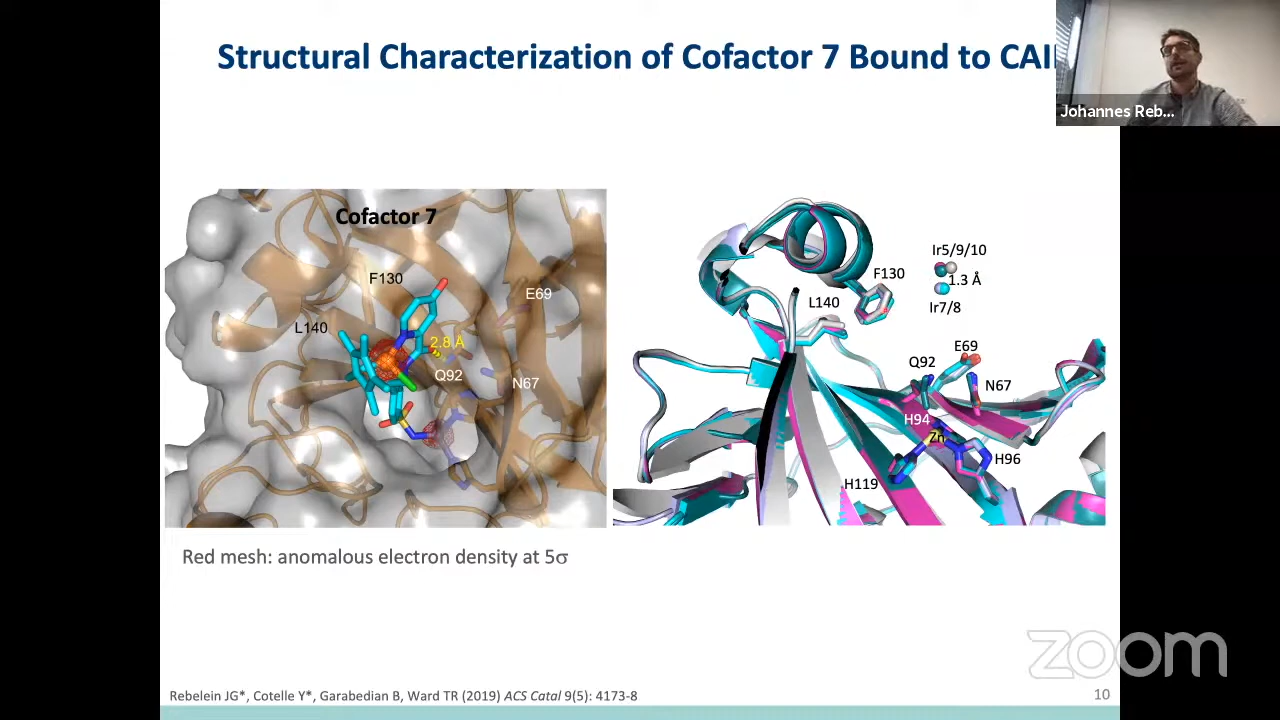 Structural Characterization of Cofactor 7 Bound to CAI
Johannes Reb...
Cofactor 7
F130
E69
L140
2.8 Å
Q92
N67
Ir5/9/10
F130
1.3 Å
L140
Ir7/8
E69
Q92
N67
H94
Zn
H96
H119
Red mesh: anomalous electron density at 5σ
zoom
Rebelein JG*, Cotelle Y*, Garabedian B, Ward TR (2019) ACS Catal 9(5): 4173-8
10